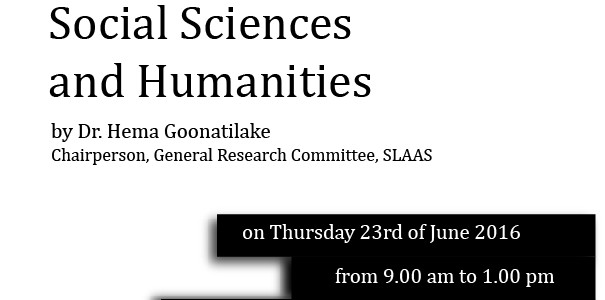 Social Sciences
and Humanities
by Dr. Hema Goonatilake
Chairperson, General Research Committee, SLAAS
on Thursday 23rd of June 2016
from 9.00 am to 1.00 pm